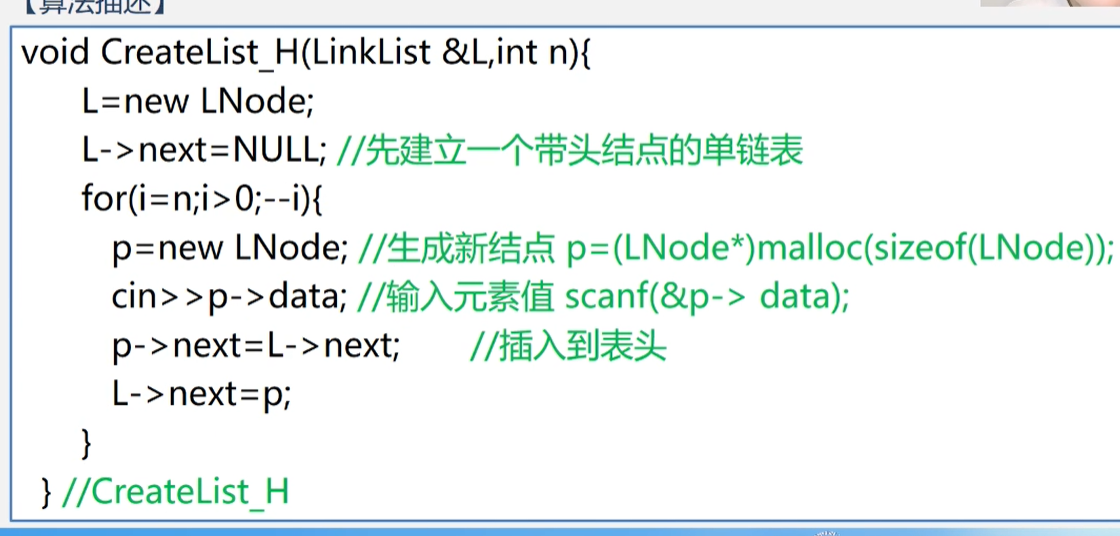 【算法描述】
void CreateList_H(LinkList &L,int n){
L=new LNode;
L->next=NULL; //先建立一个带头结点的单链表
for(i=n;i>0;--i){
p=new LNode; //生成新结点 p=(LNode*)malloc(sizeof(LNode));
cin>>p->data; //输入元素值 scanf(&p-> data);
p->next=L->next; //插入到表头
L->next=p;
}
} //CreateList_H